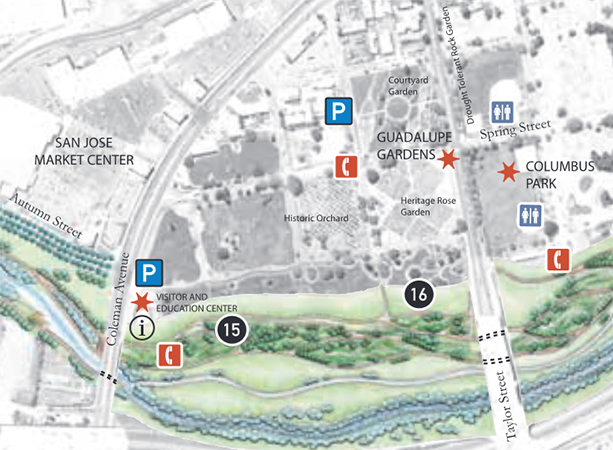 Courtyard
Garden
Drought Tolerant Rock Garden
P
Spring Street
GUADALUPE
GARDENS
SAN JOSE
MARKET CENTER
COLUMBUS
PARK
Autumn Street
Historic Orchard
Heritage Rose
Garden
Coleman Avenue
P
VISITOR AND
EDUCATION CENTER
i
15
16
Taylor Street